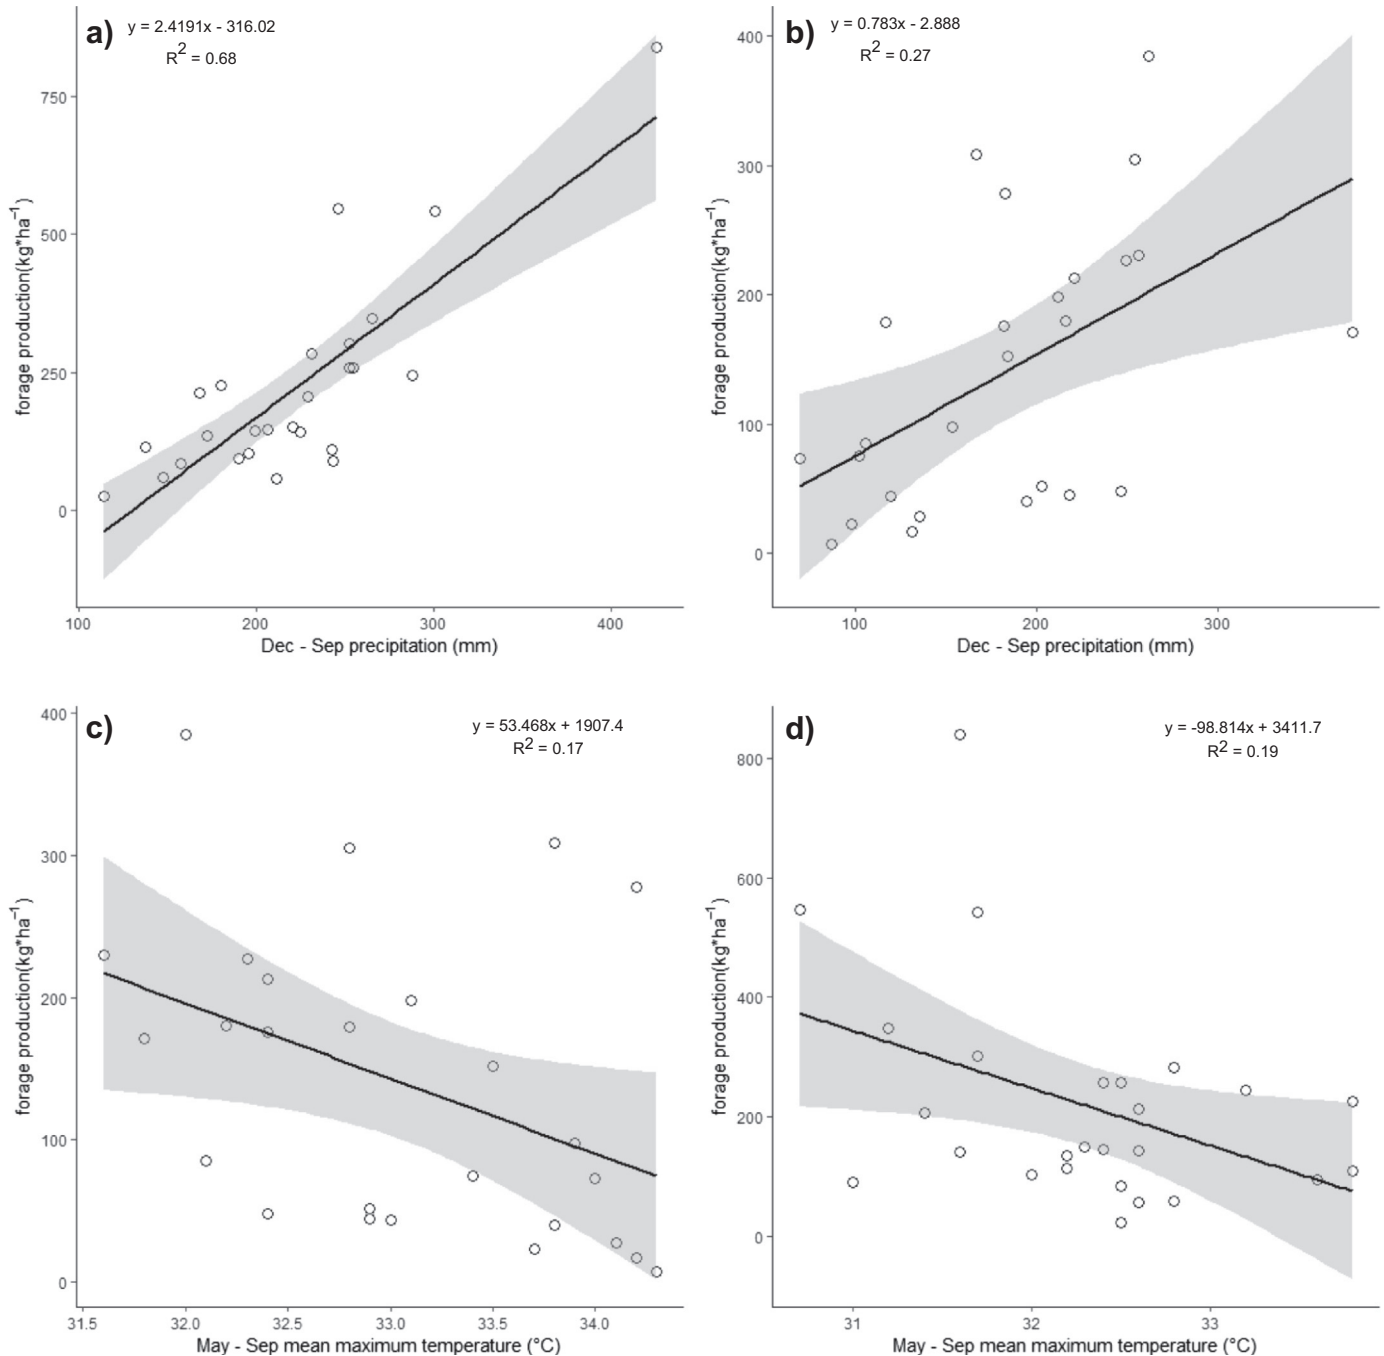 a)
y = 2.4191x - 316.02
R2 = 0.68
750
500
250
0
forage production(kg*ha−1)
100 200 300 400
Dec - Sep precipitation (mm)
b)
y = 0.783x - 2.888
R2 = 0.27
400
300
200
100
0
forage production(kg*ha−1)
100 200 300
Dec - Sep precipitation (mm)
c)
y = 53.468x + 1907.4
R2 = 0.17
400
300
200
100
0
forage production(kg*ha−1)
31.5 32.0 32.5 33.0 33.5 34.0
May - Sep mean maximum temperature (°C)
d)
y = -98.814x + 3411.7
R2 = 0.19
800
600
400
200
0
forage production(kg*ha−1)
31 32 33
May - Sep mean maximum temperature (°C)